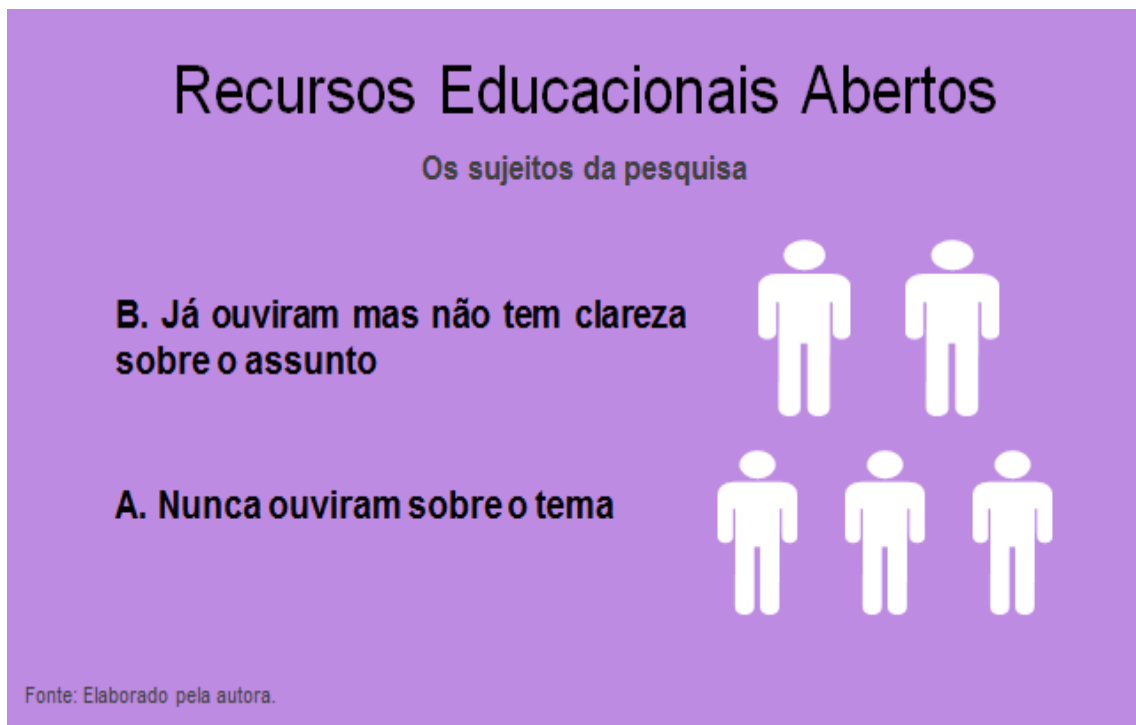 Recursos Educacionais Abertos
Os sujeitos da pesquisa
B. Já ouviram mas não tem clareza
sobre o assunto
A. Nunca ouviram sobre o tema
Fonte: Elaborado pela autora.